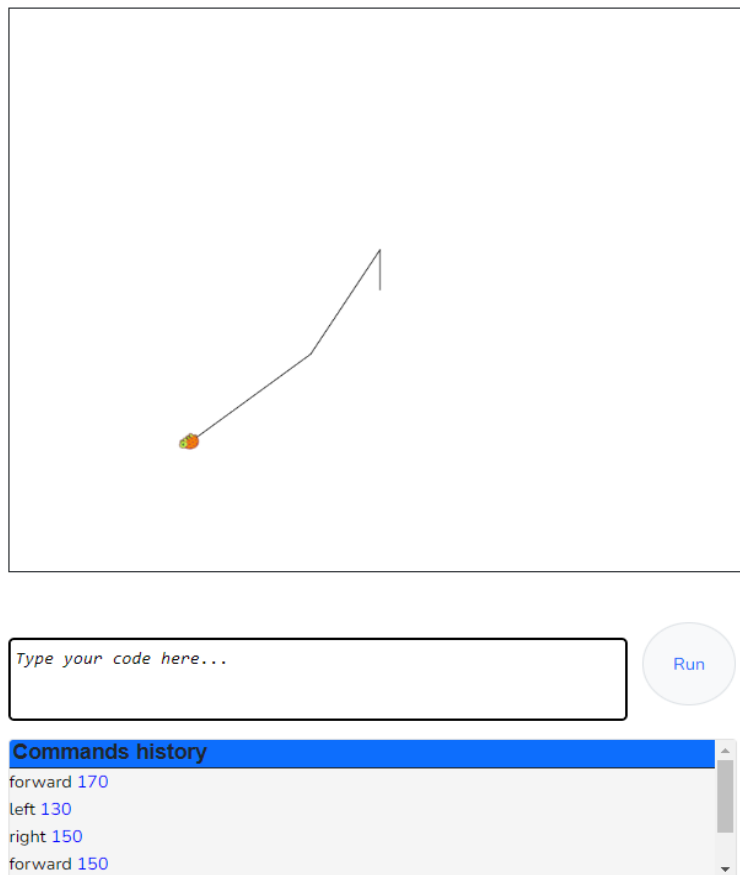 Type your code here...
Run
Commands history
forward 170
left 130
right 150
forward 150